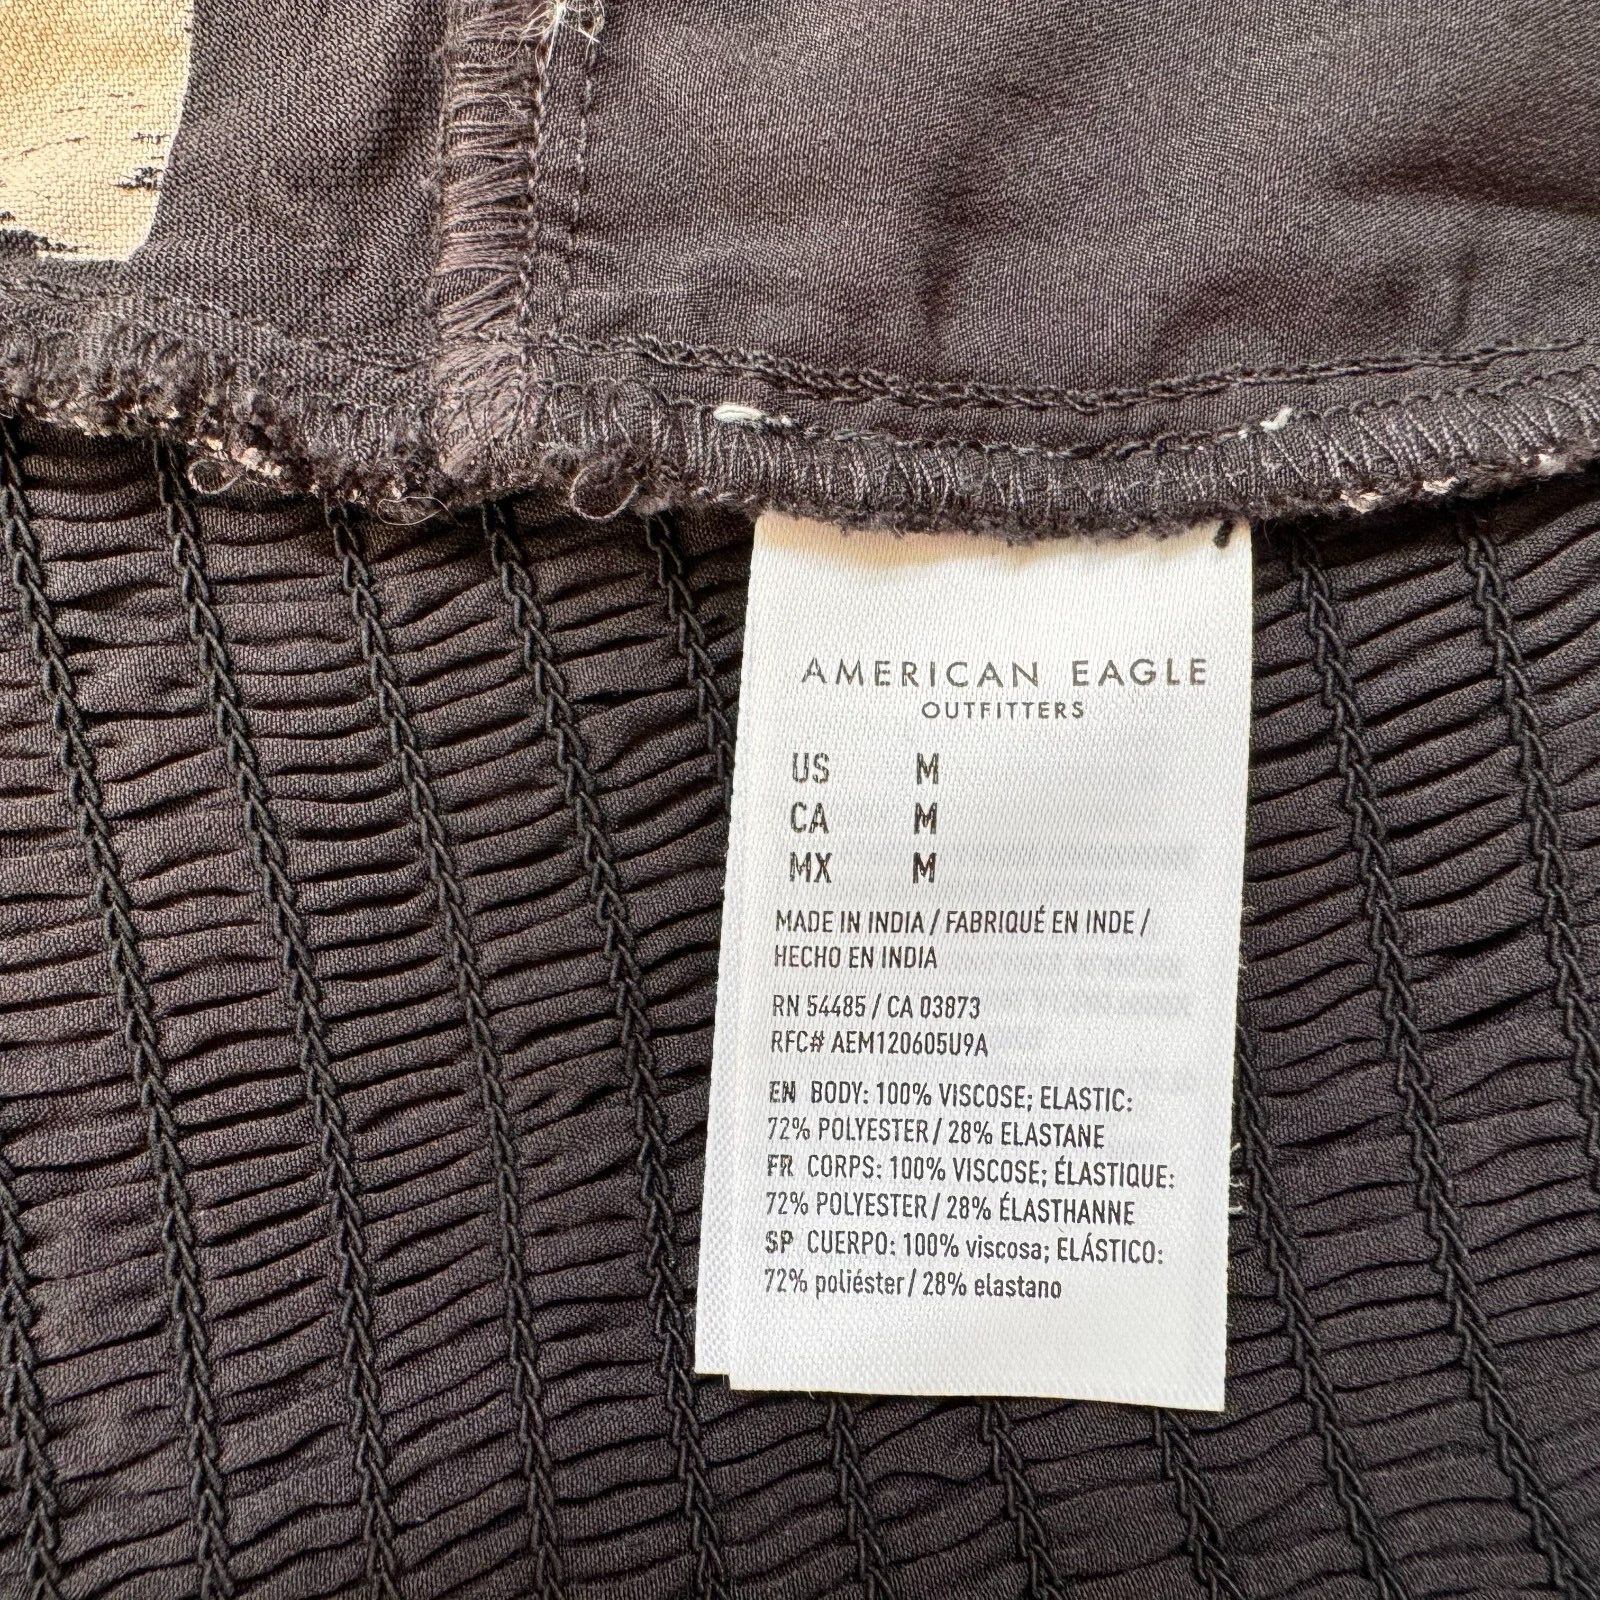 AMERICAN EAGLE
OUTFITTERS
US M
CA M
MX M
MADE IN INDIA / FABRIQUÉ EN INDE /
HECHO EN INDIA
RN 54485 / CA 03873
RFC# AEM120605U9A
EN BODY: 100% VISCOSE; ELASTIC:
72% POLYESTER / 28% ELASTANE
FR CORPS: 100% VISCOSE; ÉLASTIQUE:
72% POLYESTER / 28% ÉLASTHANNE
SP CUERPO: 100% viscosa; ELÁSTICO:
72% poliéster / 28% elastano